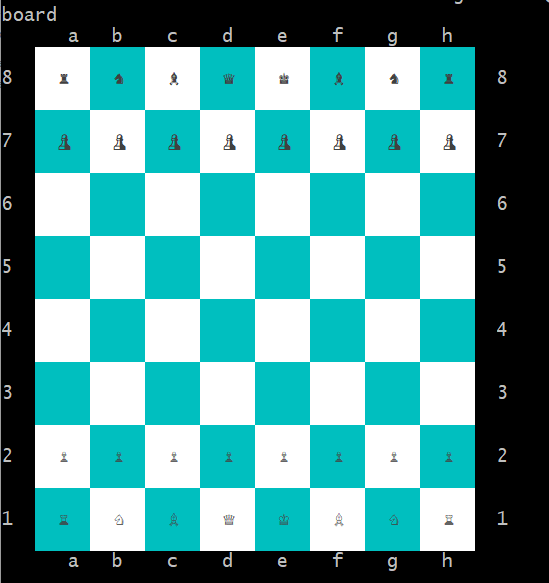 board
a b c d e f g h
8 ♜ ♞ ♝ ♛ ♚ ♝ ♞ ♜ 8
7 ♟ ♟ ♟ ♟ ♟ ♟ ♟ ♟ 7
6 6
5 5
4 4
3 3
2 ♙ ♙ ♙ ♙ ♙ ♙ ♙ ♙ 2
1 ♖ ♘ ♗ ♕ ♔ ♗ ♘ ♖ 1
a b c d e f g h